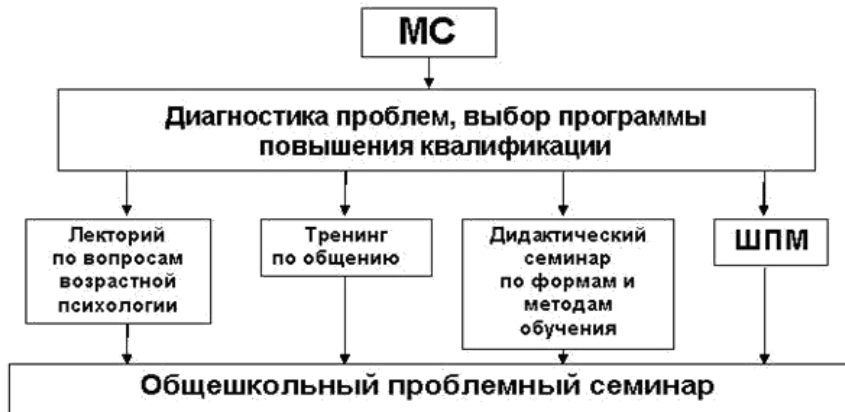 МС
Диагностика проблем, выбор программы
повышения квалификации
Лекторий
по вопросам
возрастной
психологии
Тренинг
по общению
Дидактический
семинар
по формам и
методам
обучения
ШПМ
Общешкольный проблемный семинар